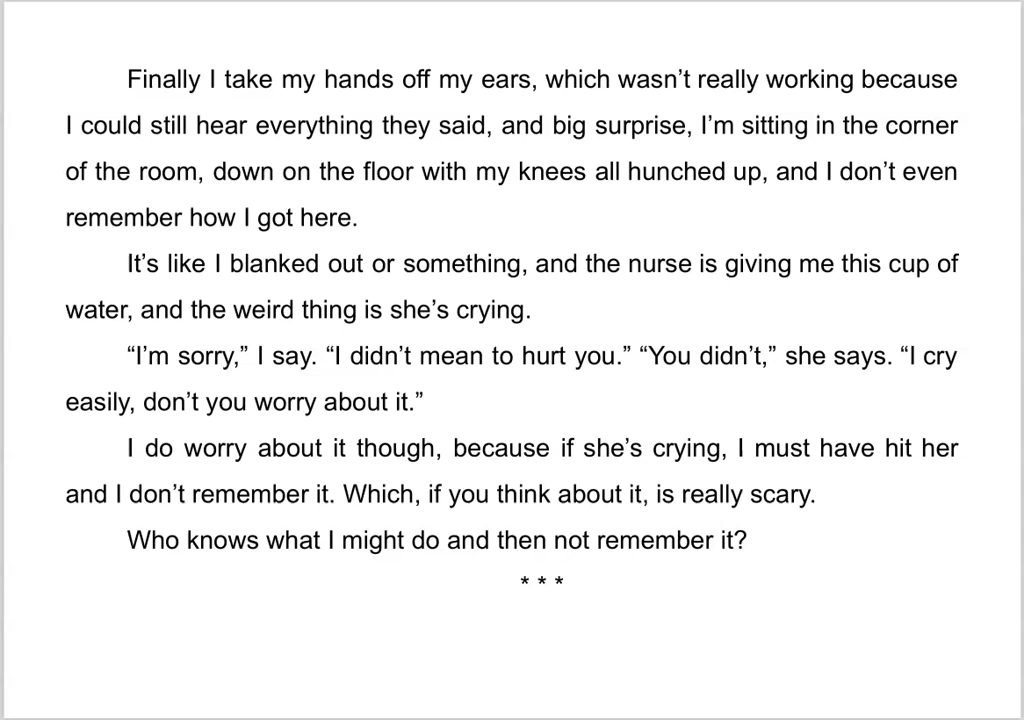 Finally I take my hands off my ears, which wasn’t really working because
I could still hear everything they said, and big surprise, I’m sitting in the corner
of the room, down on the floor with my knees all hunched up, and I don’t even
remember how I got here.
It’s like I blanked out or something, and the nurse is giving me this cup of
water, and the weird thing is she’s crying.
“I’m sorry,” I say. “I didn’t mean to hurt you.” “You didn’t,” she says. “I cry
easily, don’t you worry about it.”
I do worry about it though, because if she’s crying, I must have hit her
and I don’t remember it. Which, if you think about it, is really scary.
Who knows what I might do and then not remember it?
* * *